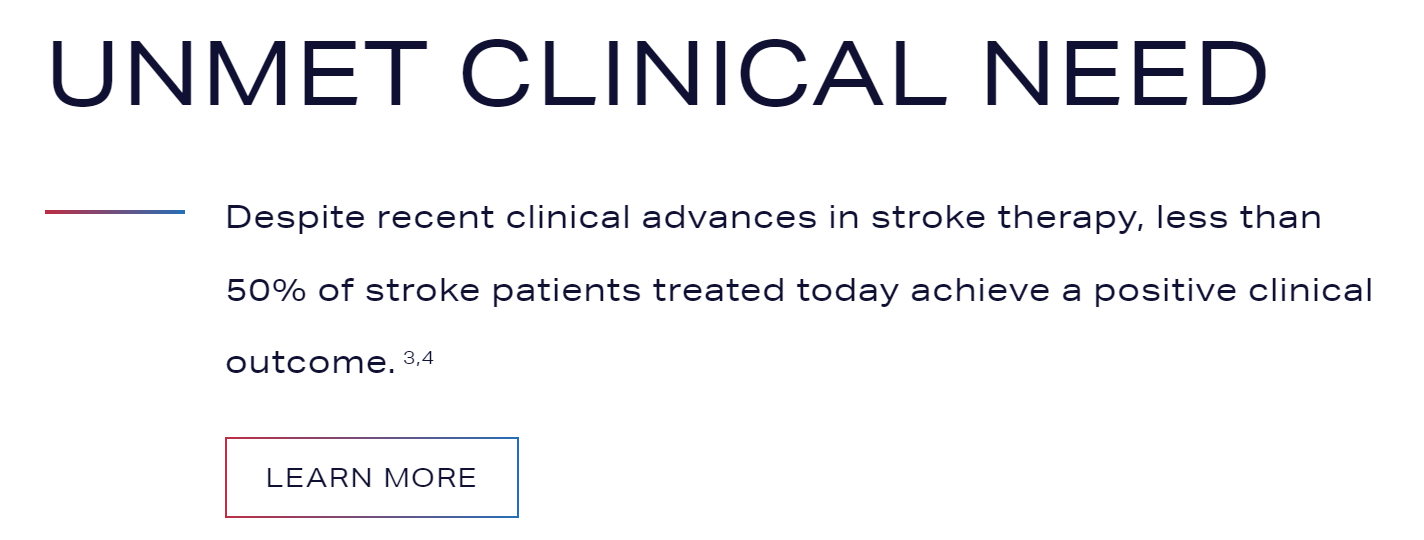 UNMET CLINICAL NEED
Despite recent clinical advances in stroke therapy, less than
50% of stroke patients treated today achieve a positive clinical
outcome. 3,4
LEARN MORE